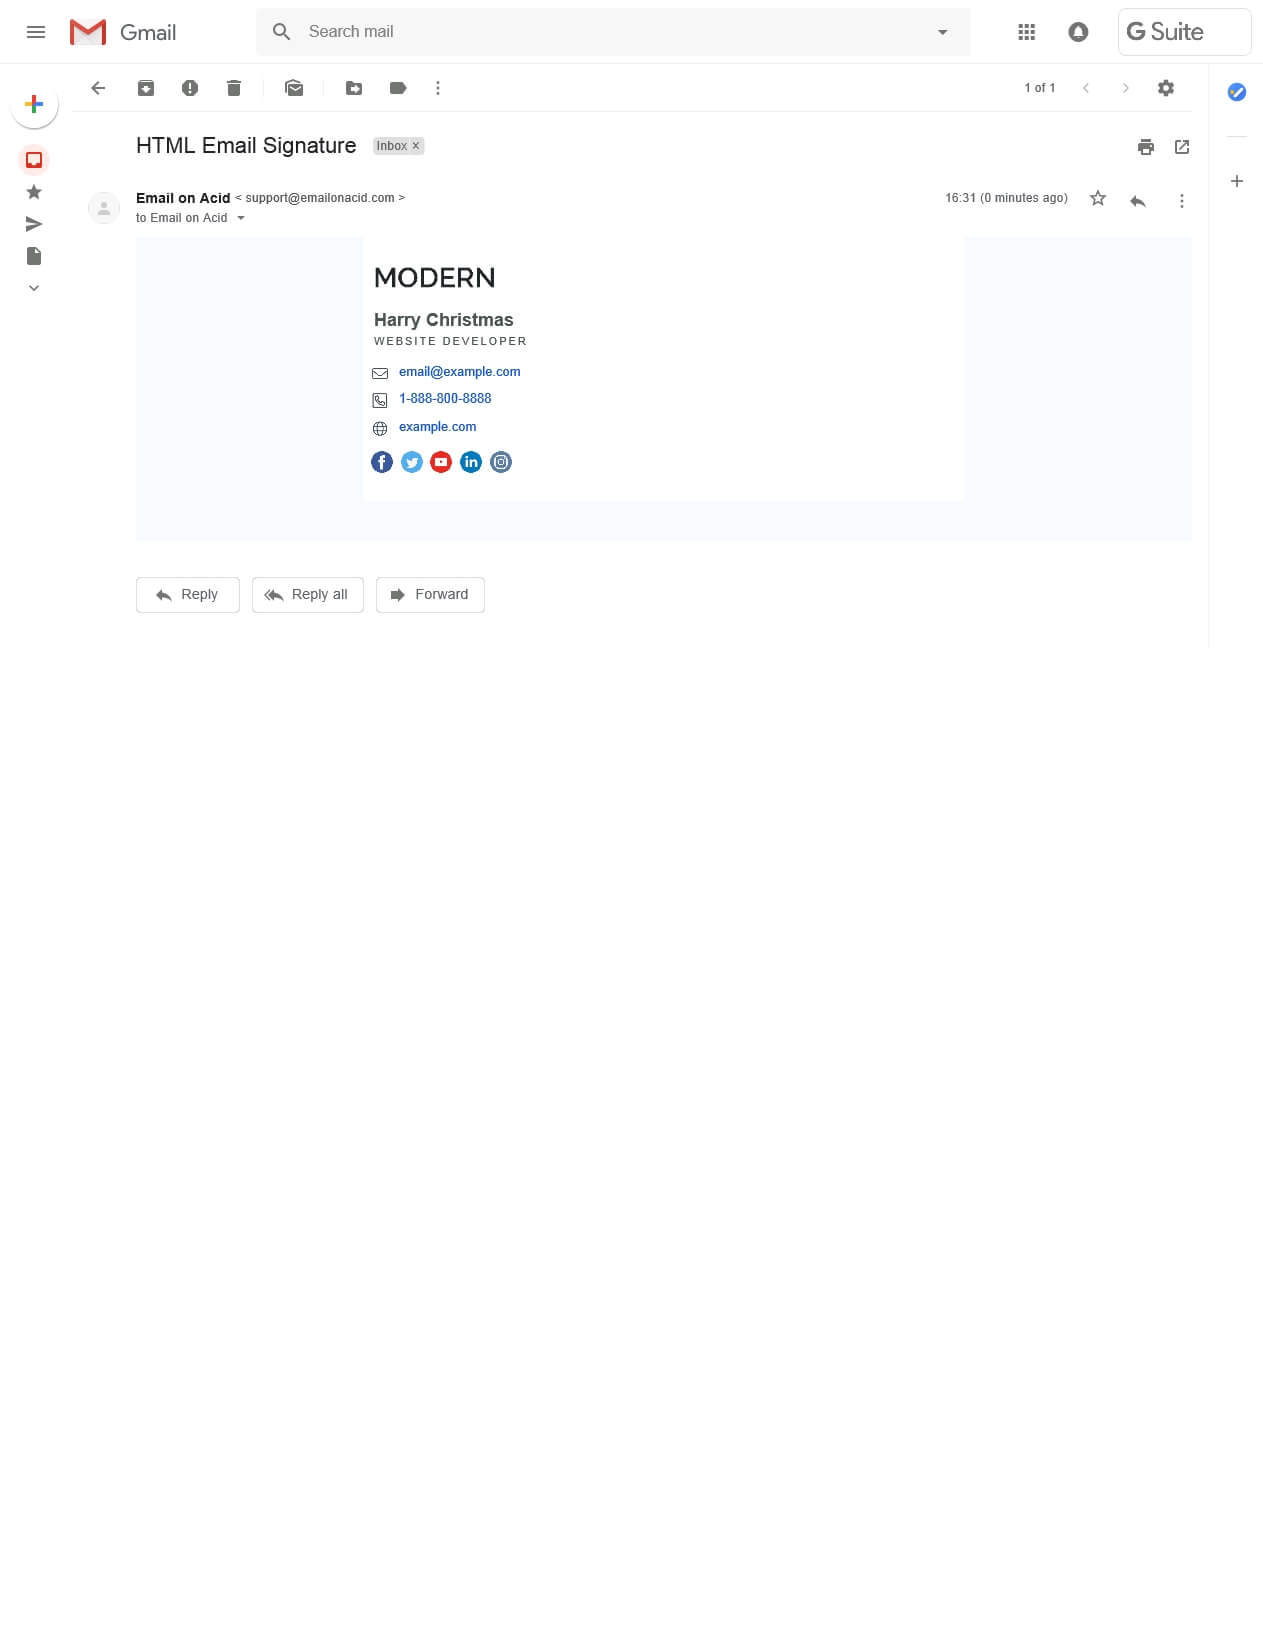 Gmail
Search mail
G Suite
1 of 1
HTML Email Signature
Inbox ×
Email on Acid < support@emailonacid.com >
16:31 (0 minutes ago)
to Email on Acid
MODERN
Harry Christmas
WEBSITE DEVELOPER
email@example.com
1-888-800-8888
example.com
Reply
Reply all
Forward